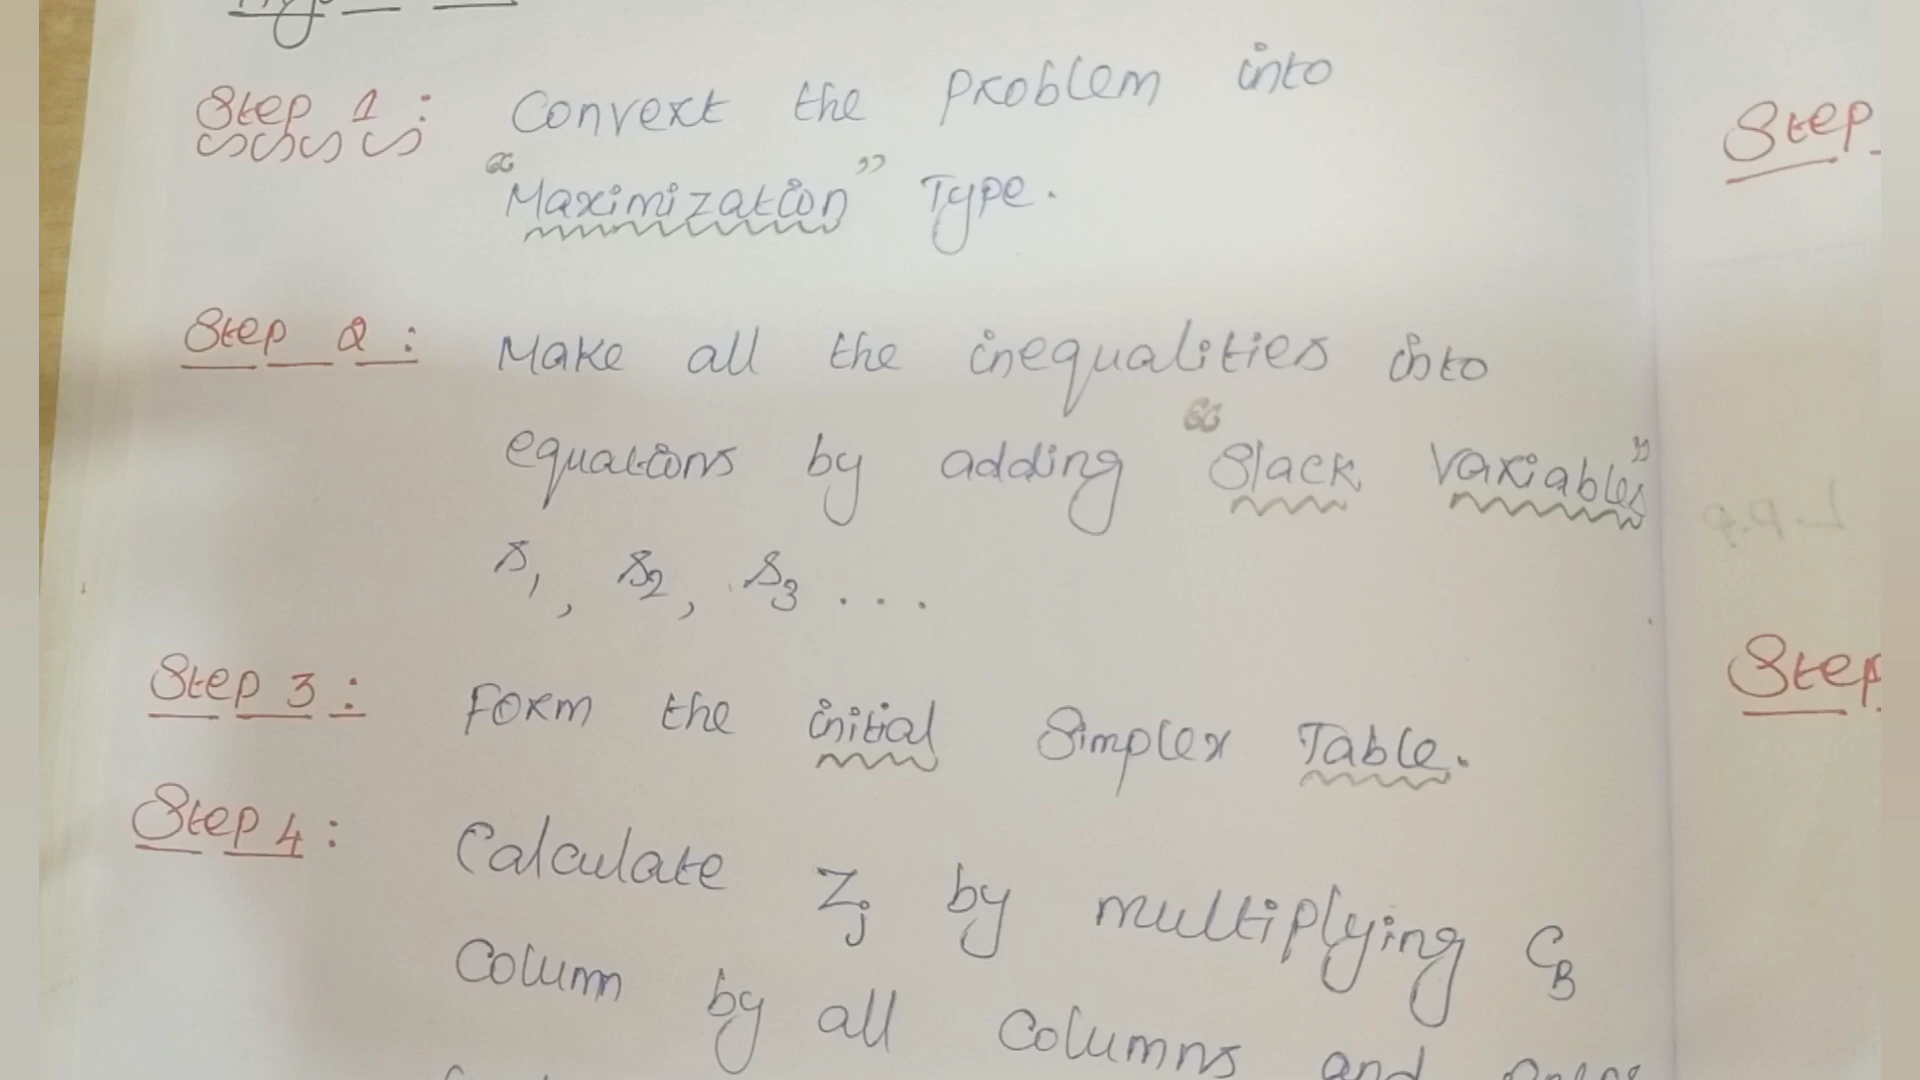 Step 1 : Convert the problem into
"Maximization" Type.
Step 2 : Make all the inequalities into
equations by adding "Slack Variables"
s1, s2, s3 ...
Step 3 : Form the initial Simplex Table.
Step 4 : Calculate Zj by multiplying CB
Column by all Columns and
Step
Step
L.P.P